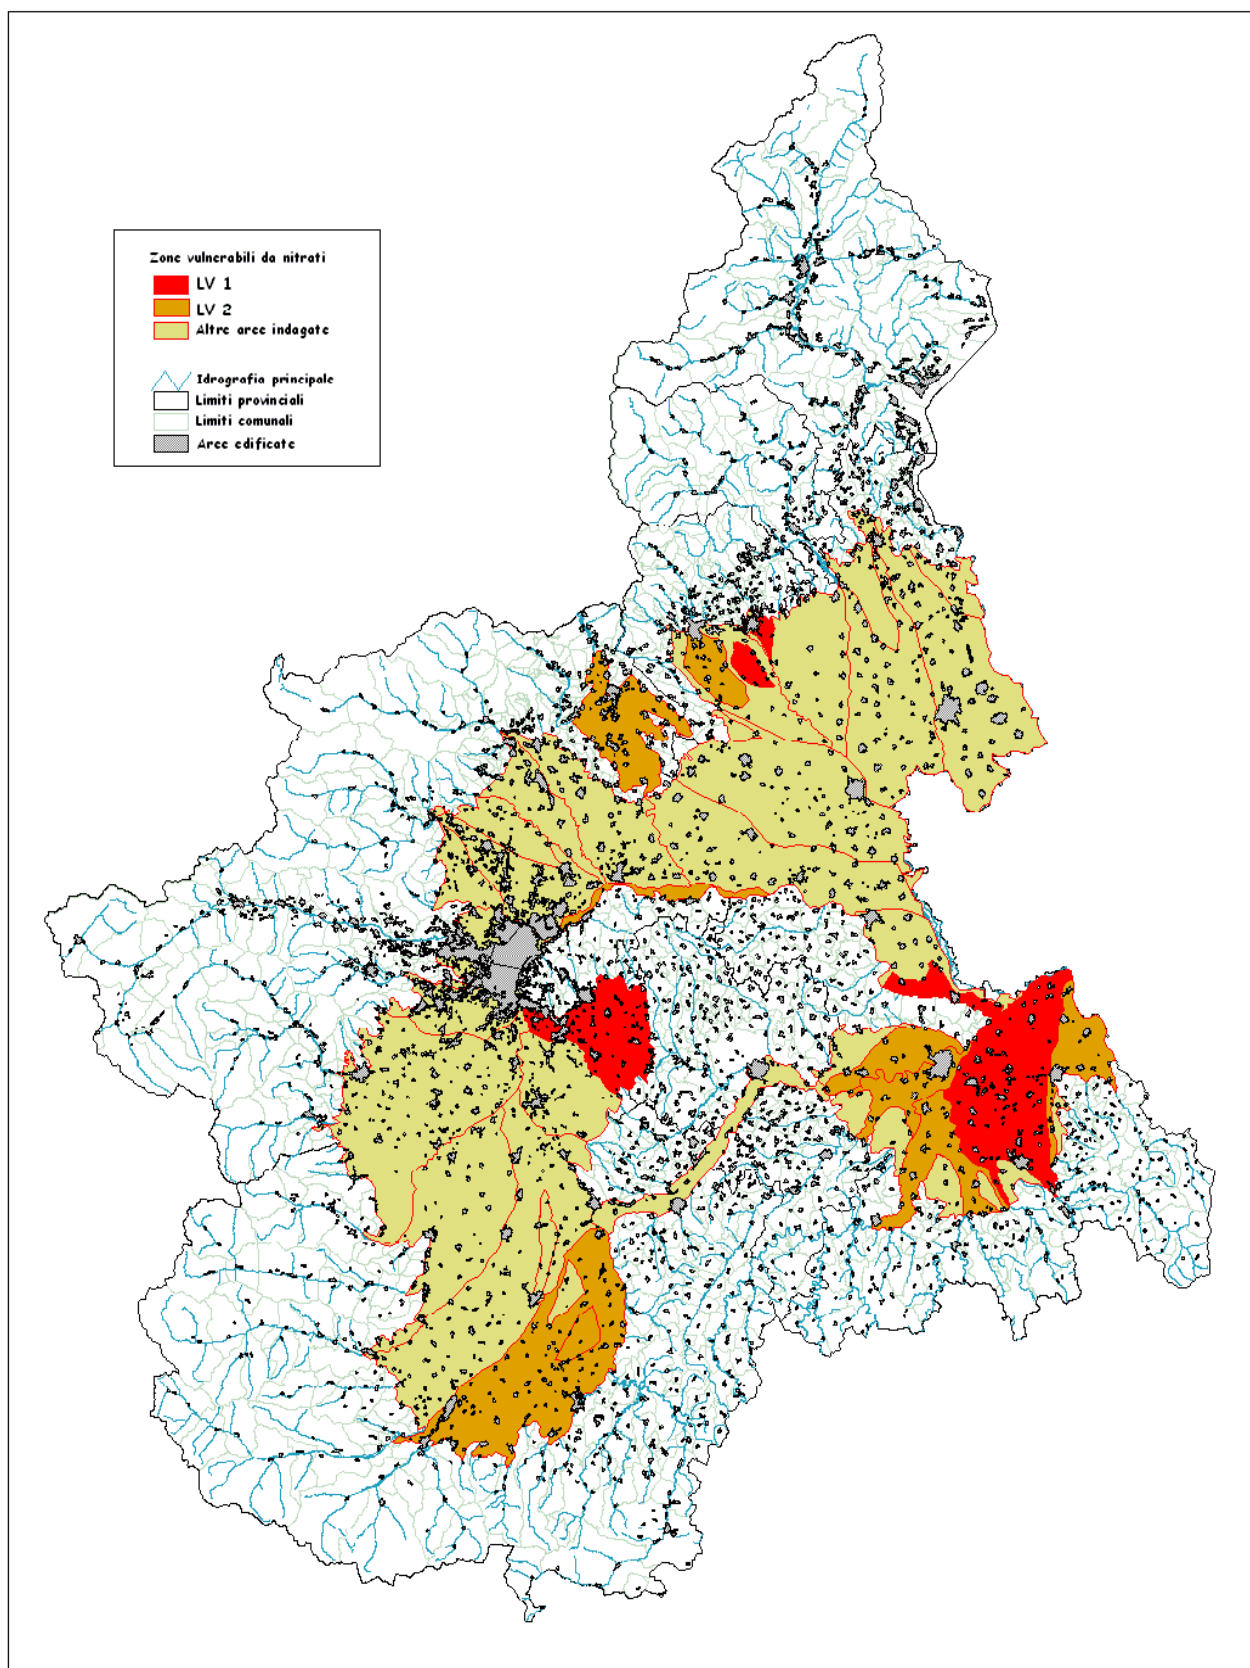 Zone vulnerabili da nitrati
LV 1
LV 2
Altre aree indagate
Idrografia principale
Limiti provinciali
Limiti comunali
Aree edificate